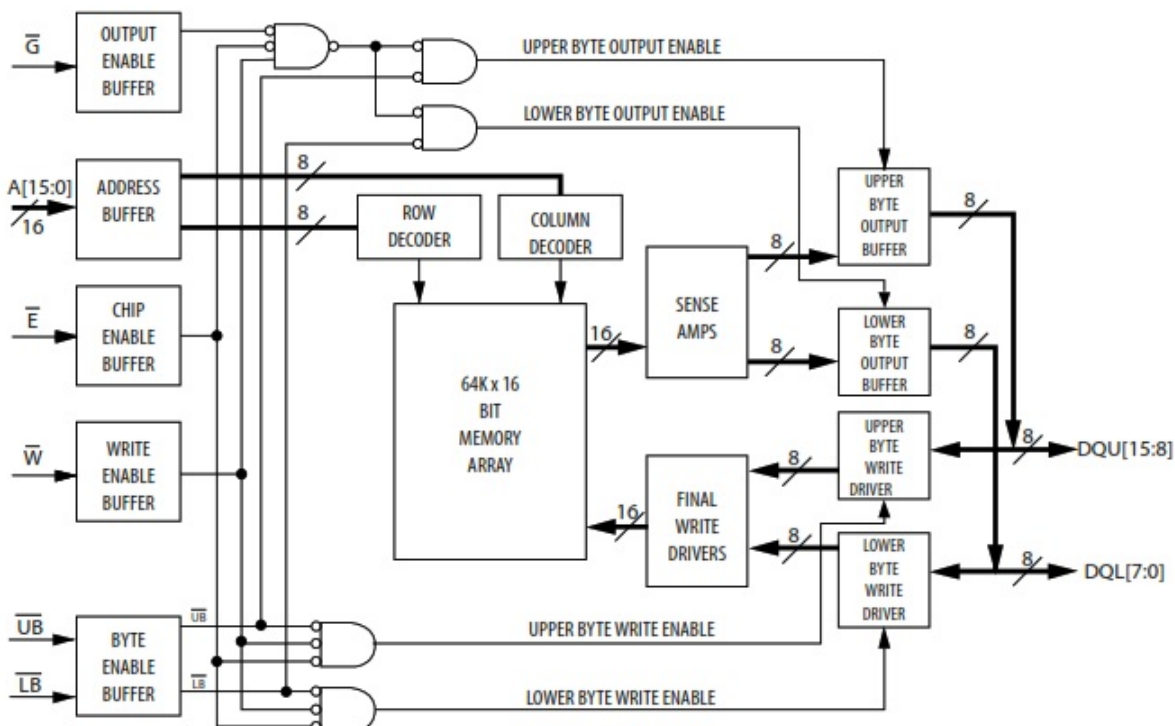 G̅
OUTPUT
ENABLE
BUFFER
UPPER BYTE OUTPUT ENABLE
LOWER BYTE OUTPUT ENABLE
A[15:0]
16
ADDRESS
BUFFER
8
8
ROW
DECODER
COLUMN
DECODER
UPPER
BYTE
OUTPUT
BUFFER
8
E̅
CHIP
ENABLE
BUFFER
64K x 16
BIT
MEMORY
ARRAY
16
SENSE
AMPS
8
8
LOWER
BYTE
OUTPUT
BUFFER
8
W̅
WRITE
ENABLE
BUFFER
16
FINAL
WRITE
DRIVERS
8
8
UPPER
BYTE
WRITE
DRIVER
8
DQU[15:8]
LOWER
BYTE
WRITE
DRIVER
8
DQL[7:0]
U̅B̅
L̅B̅
BYTE
ENABLE
BUFFER
U̅B̅
L̅B̅
UPPER BYTE WRITE ENABLE
LOWER BYTE WRITE ENABLE